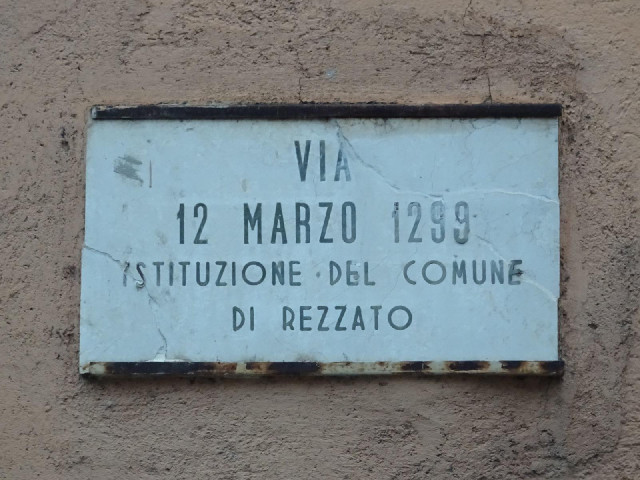 VIA
12 MARZO 1299
ISTITUZIONE DEL COMUNE
DI REZZATO